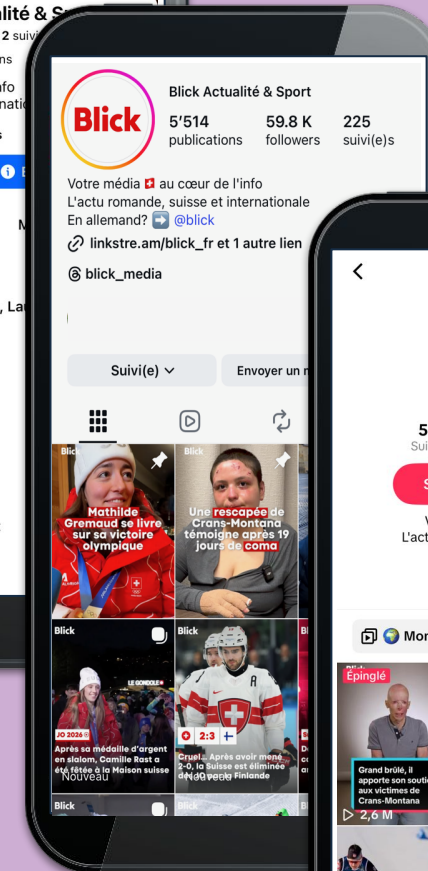 2 suivi
Blick
Blick Actualité & Sport
5'514
publications
59.8 K
followers
225
suivi(e)s
Votre média 🇨🇭 au cœur de l'info
L'actu romande, suisse et internationale
En allemand? ➡️ @blick
linkstre.am/blick_fr et 1 autre lien
blick_media
Suivi(e)
Envoyer un
Blick
Mathilde
Gremaud se livre
sur sa victoire
olympique
Blick
Une rescapée de
Crans-Montana
témoigne après 19
jours de coma
Blick
LE GONDOLE
JO 2026
Après sa médaille d'argent
en slalom, Camille Rast a
été fêtée à la Maison suisse
Nouveau
Blick
A
2:3
Cruel... Après avoir mené
2-0, la Suisse est éliminée
Finlande
Blick
Blick
Épinglé
Grand brûlé, il
apporte son soutie
aux victimes de
Crans-Montana
2,6 M